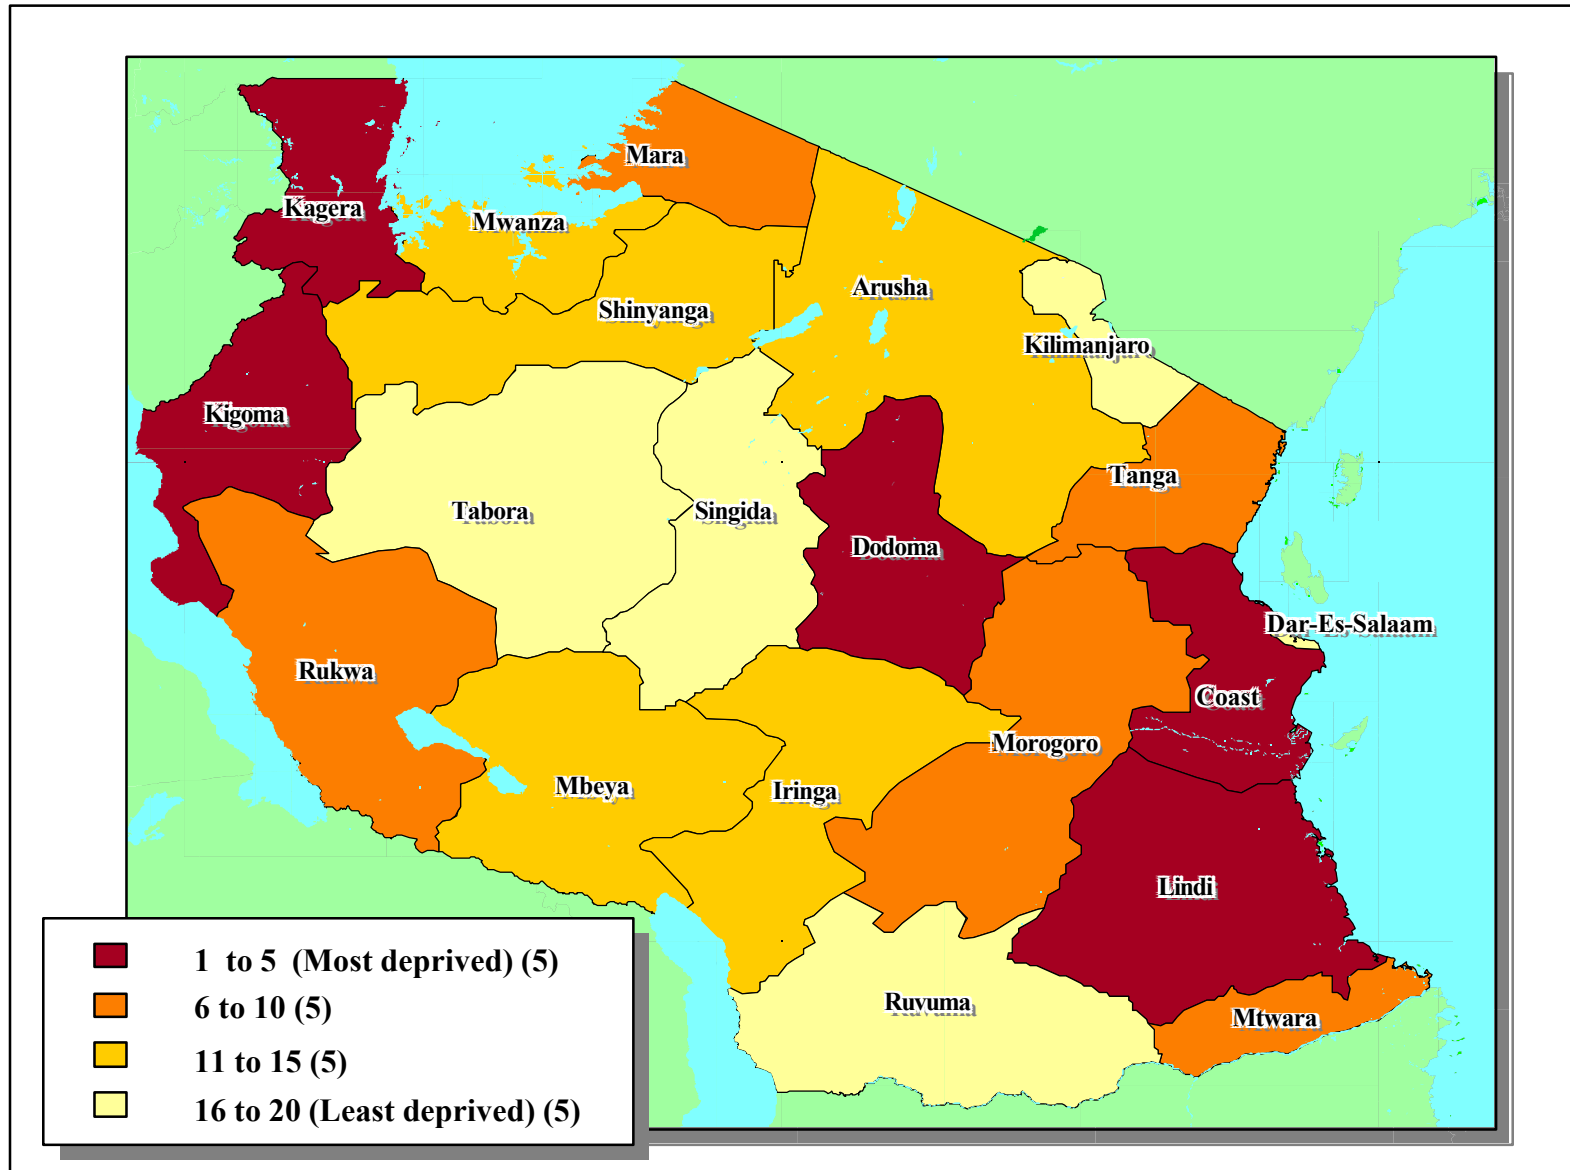 Mara
Kagera
Mwanza
Arusha
Shinyanga
Kilimanjaro
Kigoma
Tanga
Tabora
Singida
Dodoma
Dar-Es-Salaam
Rukwa
Coast
Morogoro
Mbeya
Iringa
Lindi
Ruvuma
Mtwara
1 to 5 (Most deprived) (5)
6 to 10 (5)
11 to 15 (5)
16 to 20 (Least deprived) (5)